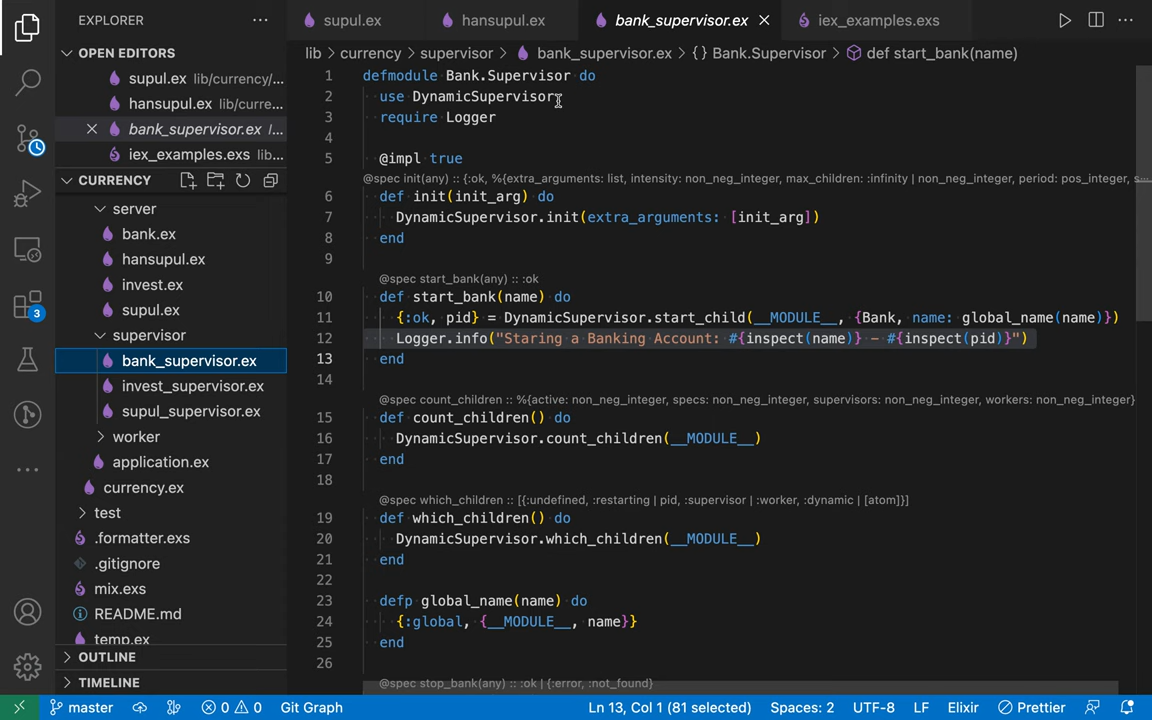 EXPLORER
supul.ex
hansupul.ex
bank_supervisor.ex
iex_examples.exs
OPEN EDITORS
supul.ex lib/currency/...
hansupul.ex lib/curre...
bank_supervisor.ex /...
iex_examples.exs lib...
CURRENCY
server
bank.ex
hansupul.ex
invest.ex
supul.ex
supervisor
bank_supervisor.ex
invest_supervisor.ex
supul_supervisor.ex
worker
application.ex
currency.ex
test
.formatter.exs
.gitignore
mix.exs
README.md
temp.ex
OUTLINE
TIMELINE
3
lib > currency > supervisor > bank_supervisor.ex > {} Bank.Supervisor > def start_bank(name)
1 defmodule Bank.Supervisor do
2 use DynamicSupervisor
3 require Logger
4
5 @impl true
@spec init(any) :: {:ok, %{extra_arguments: list, intensity: non_neg_integer, max_children: :infinity | non_neg_integer, period: pos_integer, s...
6 def init(init_arg) do
7 DynamicSupervisor.init(extra_arguments: [init_arg])
8 end
9
@spec start_bank(any) :: :ok
10 def start_bank(name) do
11 {:ok, pid} = DynamicSupervisor.start_child(__MODULE__, {Bank, name: global_name(name)})
12 Logger.info("Staring a Banking Account: #{inspect(name)} - #{inspect(pid)}")
13 end
14
@spec count_children :: %{active: non_neg_integer, specs: non_neg_integer, supervisors: non_neg_integer, workers: non_neg_integer}
15 def count_children() do
16 DynamicSupervisor.count_children(__MODULE__)
17 end
18
@spec which_children :: [{:undefined, :restarting | pid, :supervisor | :worker, :dynamic | [atom]}]
19 def which_children() do
20 DynamicSupervisor.which_children(__MODULE__)
21 end
22
23 defp global_name(name) do
24 {:global, {__MODULE__, name}}
25 end
26
@spec stop_bank(any) :: :ok | {:error, :not_found}
master
0 0
Git Graph
Ln 13, Col 1 (81 selected)
Spaces: 2
UTF-8
LF
Elixir
Prettier